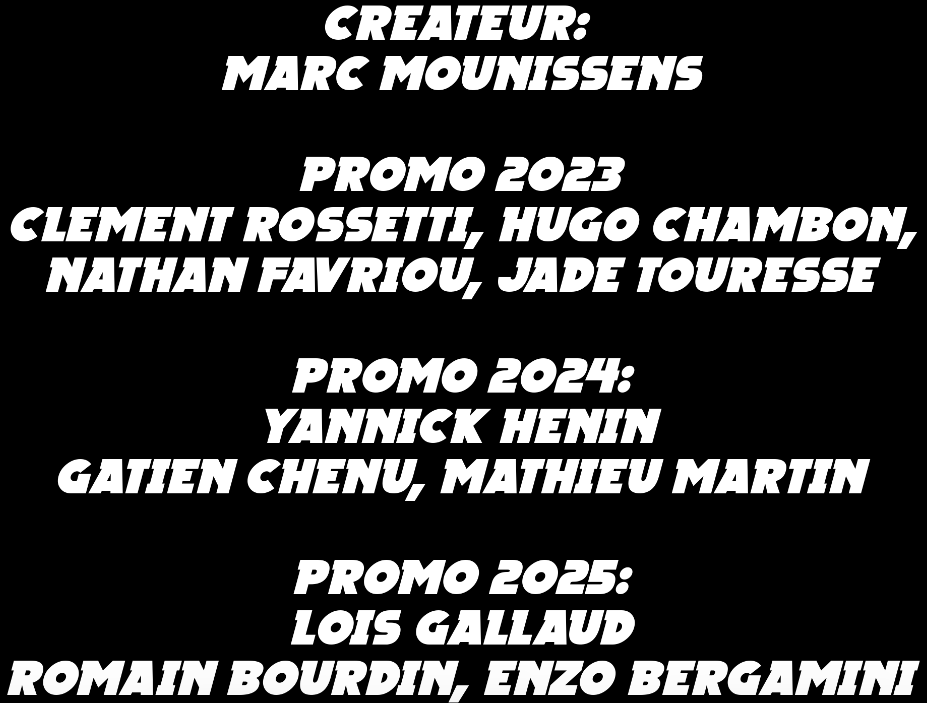 CREATEUR:
MARC MOUNISSENS
PROMO 2023
CLEMENT ROSSETTI, HUGO CHAMBON,
NATHAN FAVRIOU, JADE TOURESSE
PROMO 2024:
YANNICK HENIN
GATIEN CHENU, MATHIEU MARTIN
PROMO 2025:
LOIS GALLAUD
ROMAIN BOURDIN, ENZO BERGAMINI